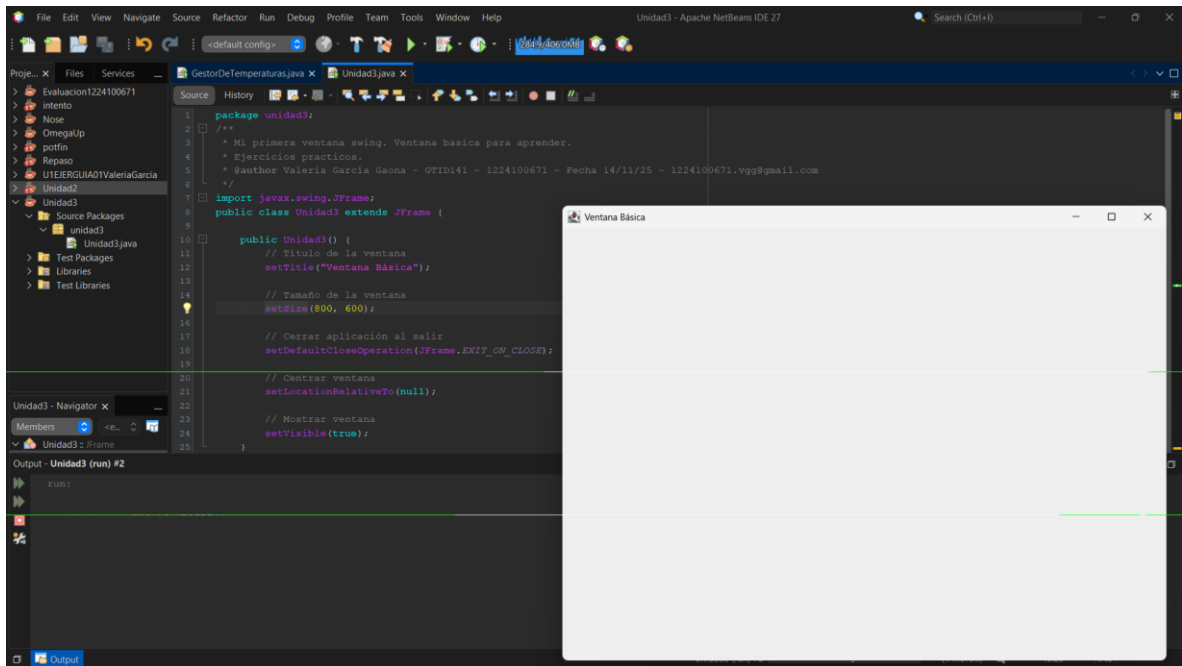 File Edit View Navigate Source Refactor Run Debug Profile Team Tools Window Help Unidad3 - Apache NetBeans IDE 27 Search (Ctrl+I)
<default config>
Proje... Files Services
GestorDeTemperaturas.java Unidad3.java
Source History
Evaluacion1224100671
intento
Nose
OmegaUp
potfin
Repaso
U1EJERGUIA01ValeriaGarcia
Unidad2
Unidad3
Source Packages
unidad3
Unidad3.java
Test Packages
Libraries
Test Libraries
Unidad3 - Navigator
Members <e...
Unidad3 :: JFrame
1 package unidad3;
2 /**
3 * Mi primera ventana swing. Ventana basica para aprender.
4 * Ejercicios practicos.
5 * @author Valeria García Gaona - GTID141 - 1224100671 - Fecha 14/11/25 - 1224100671.vgg@gmail.com
6 */
7 import javax.swing.JFrame;
8 public class Unidad3 extends JFrame {
9
10 public Unidad3() {
11 // Título de la ventana
12 setTitle("Ventana Básica");
13
14 // Tamaño de la ventana
setSize(800, 600);
16
17 // Cerrar aplicación al salir
18 setDefaultCloseOperation(JFrame.EXIT_ON_CLOSE);
19
20 // Centrar ventana
21 setLocationRelativeTo(null);
22
23 // Mostrar ventana
24 setVisible(true);
25 }
Ventana Básica
Output - Unidad3 (run) #2
run:
Output